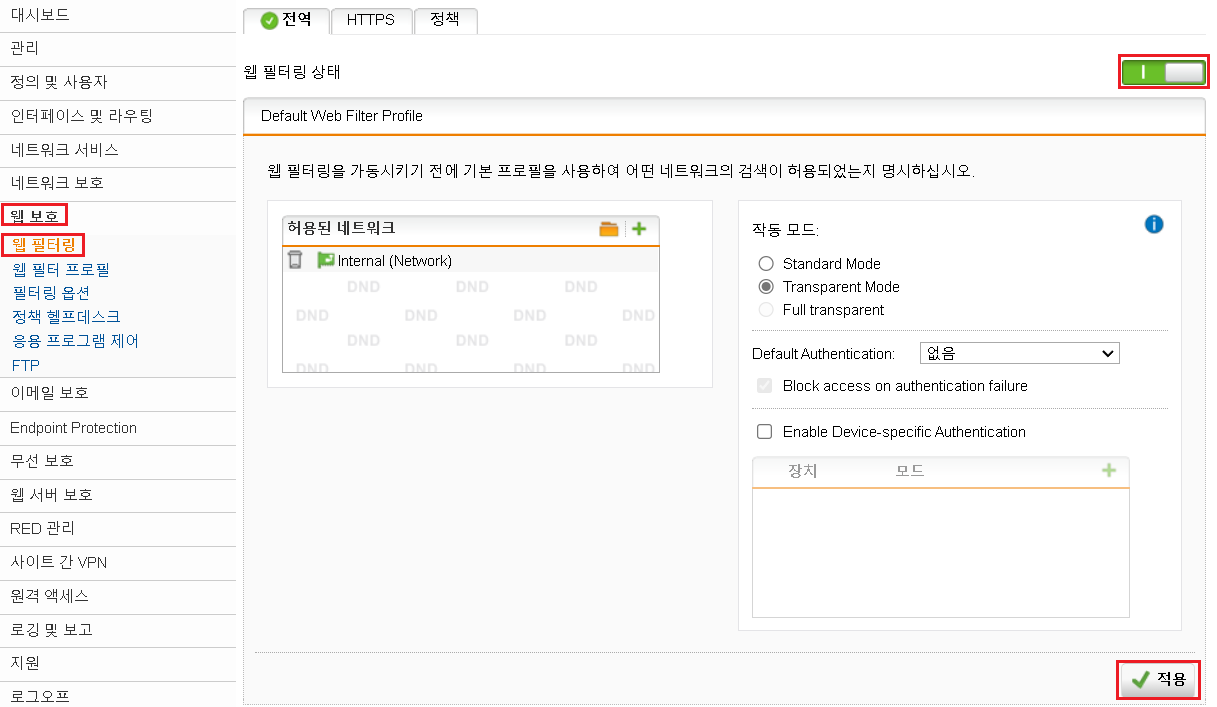 대시보드
관리
정의 및 사용자
인터페이스 및 라우팅
네트워크 서비스
네트워크 보호
웹 보호
웹 필터링
웹 필터 프로필
필터링 옵션
정책 헬프데스크
응용 프로그램 제어
FTP
이메일 보호
Endpoint Protection
무선 보호
웹 서버 보호
RED 관리
사이트 간 VPN
원격 액세스
로깅 및 보고
지원
로그오프
전역 HTTPS 정책
웹 필터링 상태
Default Web Filter Profile
웹 필터링을 가동시키기 전에 기본 프로필을 사용하여 어떤 네트워크의 검색이 허용되었는지 명시하십시오.
허용된 네트워크
Internal (Network)
DND DND DND
DND DND DND DND
DND DND DND
DND DND DND DND
작동 모드:
Standard Mode
Transparent Mode
Full transparent
Default Authentication: 없음
Block access on authentication failure
Enable Device-specific Authentication
장치 모드
적용